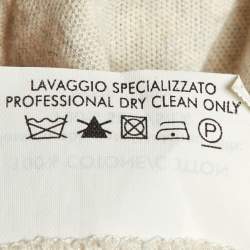 LAVAGGIO SPECIALIZZATO
PROFESSIONAL DRY CLEAN ONLY
P